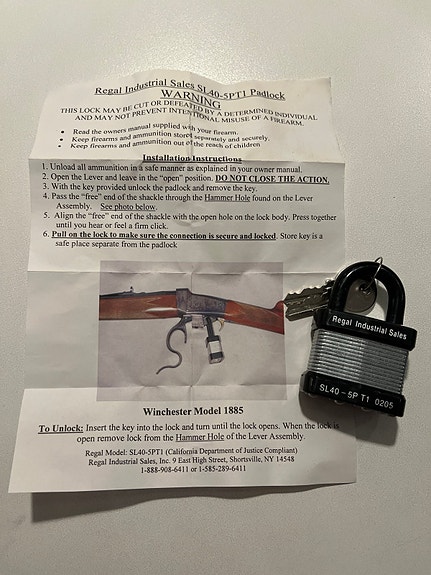 Regal Industrial Sales SL40-5PT1 Padlock
WARNING
THIS LOCK MAY BE CUT OR DEFEATED BY A DETERMINED INDIVIDUAL
AND MAY NOT PREVENT INTENTIONAL MISUSE OF A FIREARM.
• Read the owners manual supplied with your firearm.
• Keep firearms and ammunition stored separately and securely.
• Keep firearms and ammunition out of the reach of children
Installation Instructions
1. Unload all ammunition in a safe manner as explained in your owner manual.
2. Open the Lever and leave in the "open" position. DO NOT CLOSE THE ACTION.
3. With the key provided unlock the padlock and remove the key.
4. Pass the "free" end of the shackle through the Hammer Hole found on the Lever
Assembly. See photo below.
5. Align the "free" end of the shackle with the open hole on the lock body. Press together
until you hear or feel a firm click.
6. Pull on the lock to make sure the connection is secure and locked. Store key is a
safe place separate from the padlock
Winchester Model 1885
To Unlock: Insert the key into the lock and turn until the lock opens. When the lock is
open remove lock from the Hammer Hole of the Lever Assembly.
Regal Model: SL40-5PT1 (California Department of Justice Compliant)
Regal Industrial Sales, Inc. 9 East High Street, Shortsville, NY 14548
1-888-908-6411 or 1-585-289-6411
Regal Industrial Sales
SL40-5P T1 0205